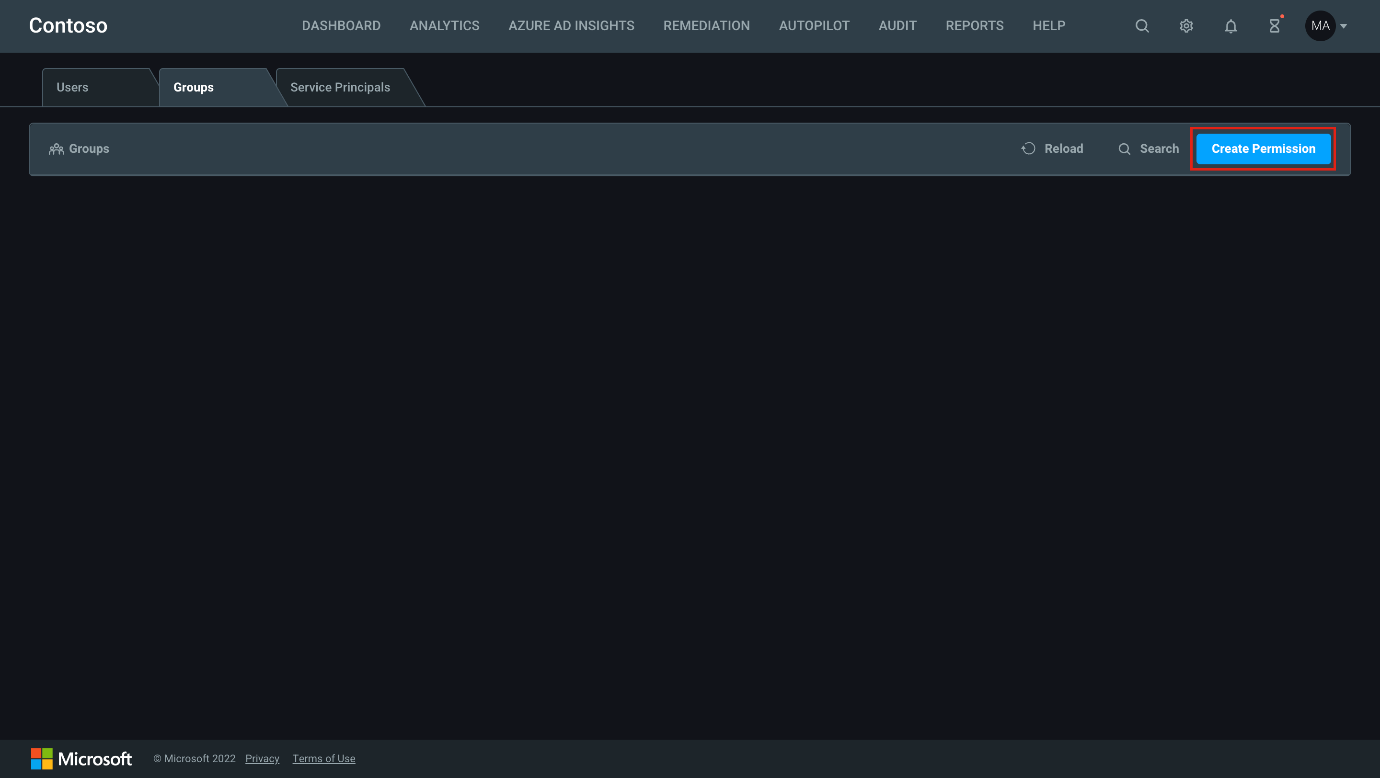 Contoso DASHBOARD ANALYTICS AZURE AD INSIGHTS REMEDIATION AUTOPILOT AUDIT REPORTS HELP MA
Users Groups Service Principals
Groups Reload Search Create Permission
Microsoft © Microsoft 2022 Privacy Terms of Use